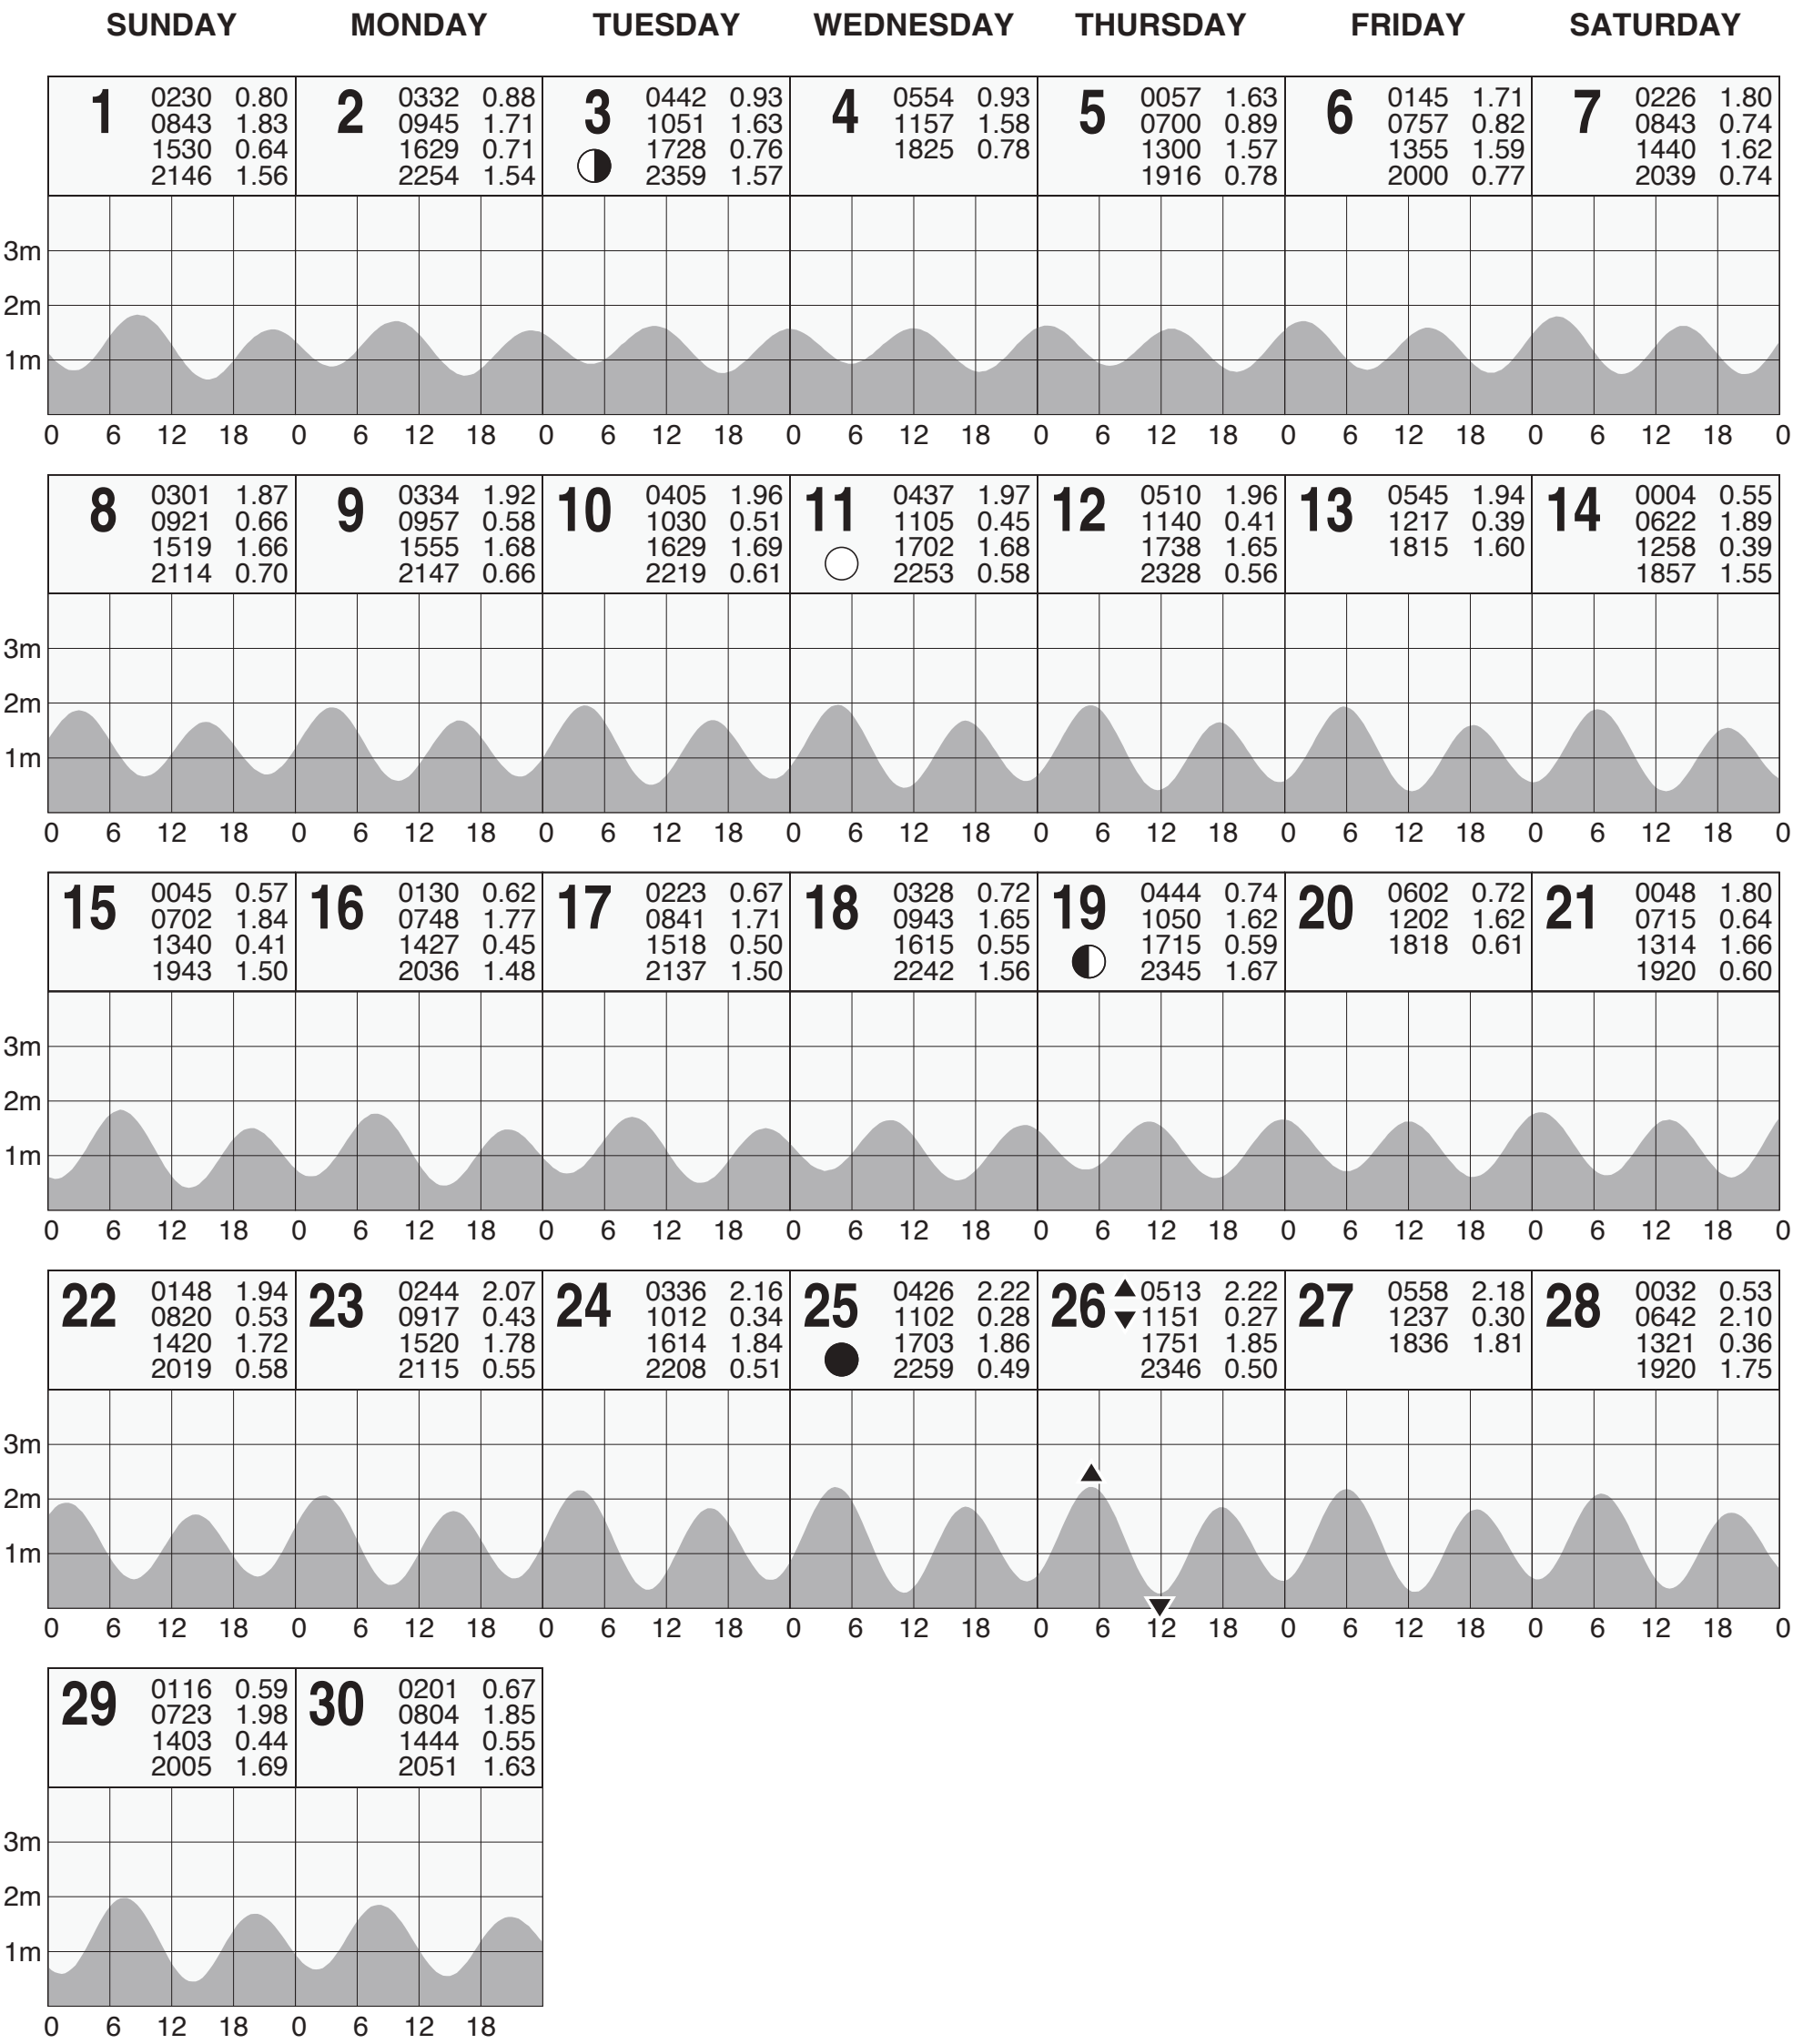 SUNDAY MONDAY TUESDAY WEDNESDAY THURSDAY FRIDAY SATURDAY
1 0230 0.80 2 0332 0.88 3 0442 0.93 4 0554 0.93 5 0057 1.63 6 0145 1.71 7 0226 1.80
0843 1.83 0945 1.71 1051 1.63 1157 1.58 0700 0.89 0757 0.82 0843 0.74
1530 0.64 1629 0.71 1728 0.76 1825 0.78 1300 1.57 1355 1.59 1440 1.62
2146 1.56 2254 1.54 2359 1.57 1916 0.78 2000 0.77 2039 0.74
3m
2m
1m
0 6 12 18 0 6 12 18 0 6 12 18 0 6 12 18 0 6 12 18 0 6 12 18 0 6 12 18 0
8 0301 1.87 9 0334 1.92 10 0405 1.96 11 0437 1.97 12 0510 1.96 13 0545 1.94 14 0004 0.55
0921 0.66 0957 0.58 1030 0.51 1105 0.45 1140 0.41 1217 0.39 0622 1.89
1519 1.66 1555 1.68 1629 1.69 1702 1.68 1738 1.65 1815 1.60 1258 0.39
2114 0.70 2147 0.66 2219 0.61 2253 0.58 2328 0.56 1857 1.55
3m
2m
1m
0 6 12 18 0 6 12 18 0 6 12 18 0 6 12 18 0 6 12 18 0 6 12 18 0 6 12 18 0
15 0045 0.57 16 0130 0.62 17 0223 0.67 18 0328 0.72 19 0444 0.74 20 0602 0.72 21 0048 1.80
0702 1.84 0748 1.77 0841 1.71 0943 1.65 1050 1.62 1202 1.62 0715 0.64
1340 0.41 1427 0.45 1518 0.50 1615 0.55 1715 0.59 1818 0.61 1314 1.66
1943 1.50 2036 1.48 2137 1.50 2242 1.56 2345 1.67 1920 0.60
3m
2m
1m
0 6 12 18 0 6 12 18 0 6 12 18 0 6 12 18 0 6 12 18 0 6 12 18 0 6 12 18 0
22 0148 1.94 23 0244 2.07 24 0336 2.16 25 0426 2.22 26 0513 2.22 27 0558 2.18 28 0032 0.53
0820 0.53 0917 0.43 1012 0.34 1102 0.28 1151 0.27 1237 0.30 0642 2.10
1420 1.72 1520 1.78 1614 1.84 1703 1.86 1751 1.85 1836 1.81 1321 0.36
2019 0.58 2115 0.55 2208 0.51 2259 0.49 2346 0.50 1920 1.75
3m
2m
1m
0 6 12 18 0 6 12 18 0 6 12 18 0 6 12 18 0 6 12 18 0 6 12 18 0 6 12 18 0
29 0116 0.59 30 0201 0.67
0723 1.98 0804 1.85
1403 0.44 1444 0.55
2005 1.69 2051 1.63
3m
2m
1m
0 6 12 18 0 6 12 18